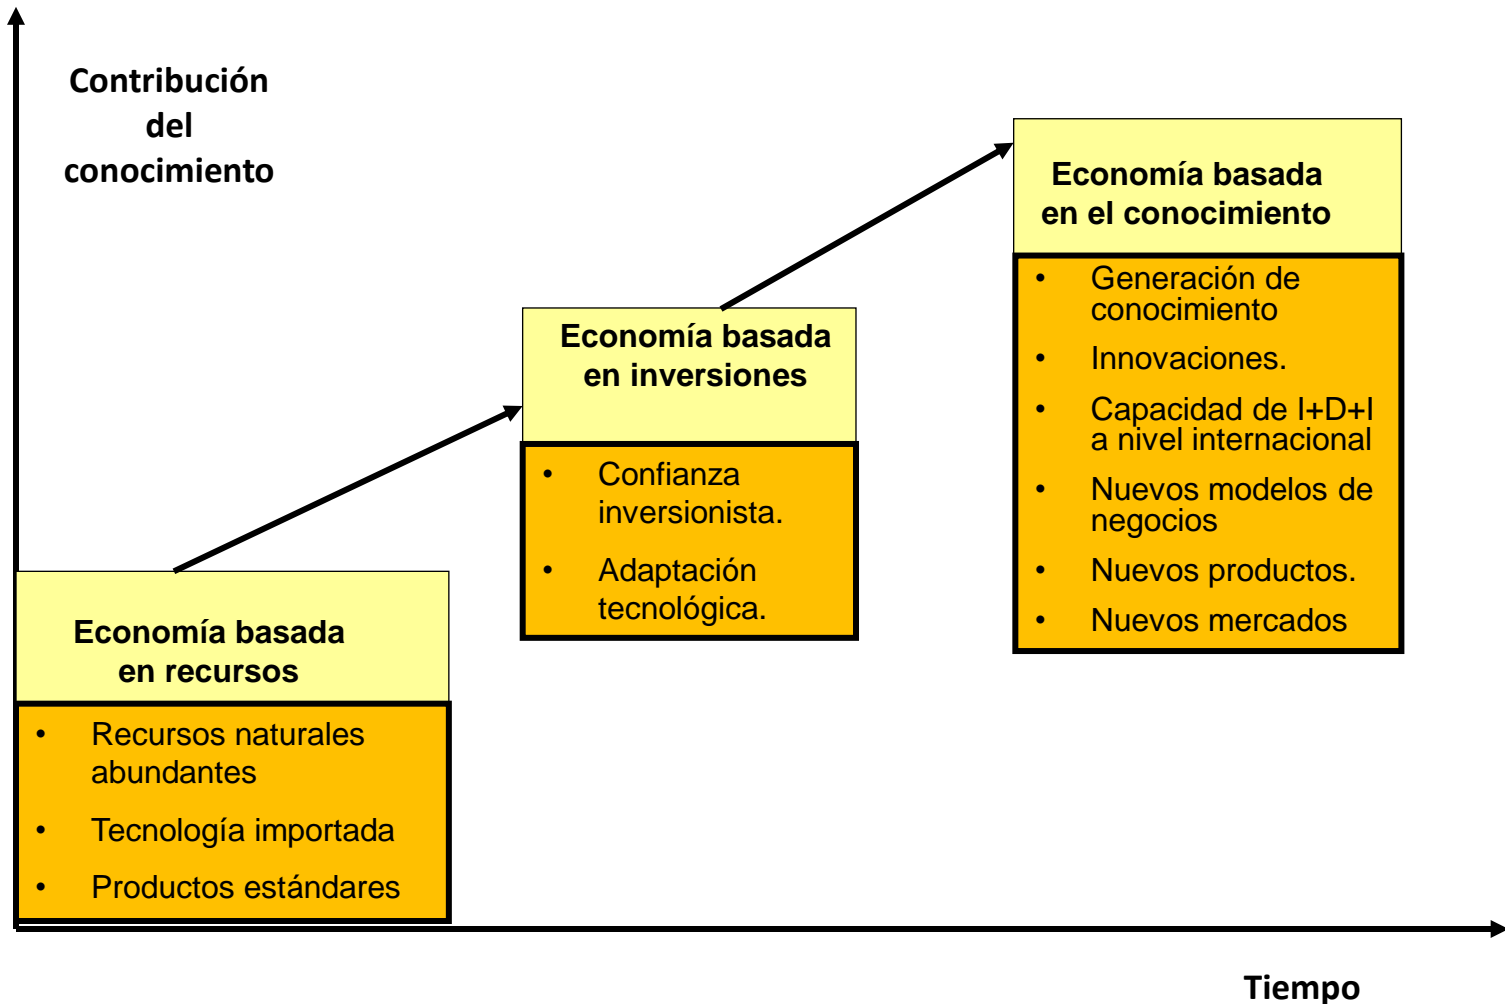 Contribución
del
conocimiento
Economía basada
en el conocimiento
• Generación de
conocimiento
• Innovaciones.
• Capacidad de I+D+I
a nivel internacional
• Nuevos modelos de
negocios
• Nuevos productos.
• Nuevos mercados
Economía basada
en inversiones
• Confianza
inversionista.
• Adaptación
tecnológica.
Economía basada
en recursos
• Recursos naturales
abundantes
• Tecnología importada
• Productos estándares
Tiempo